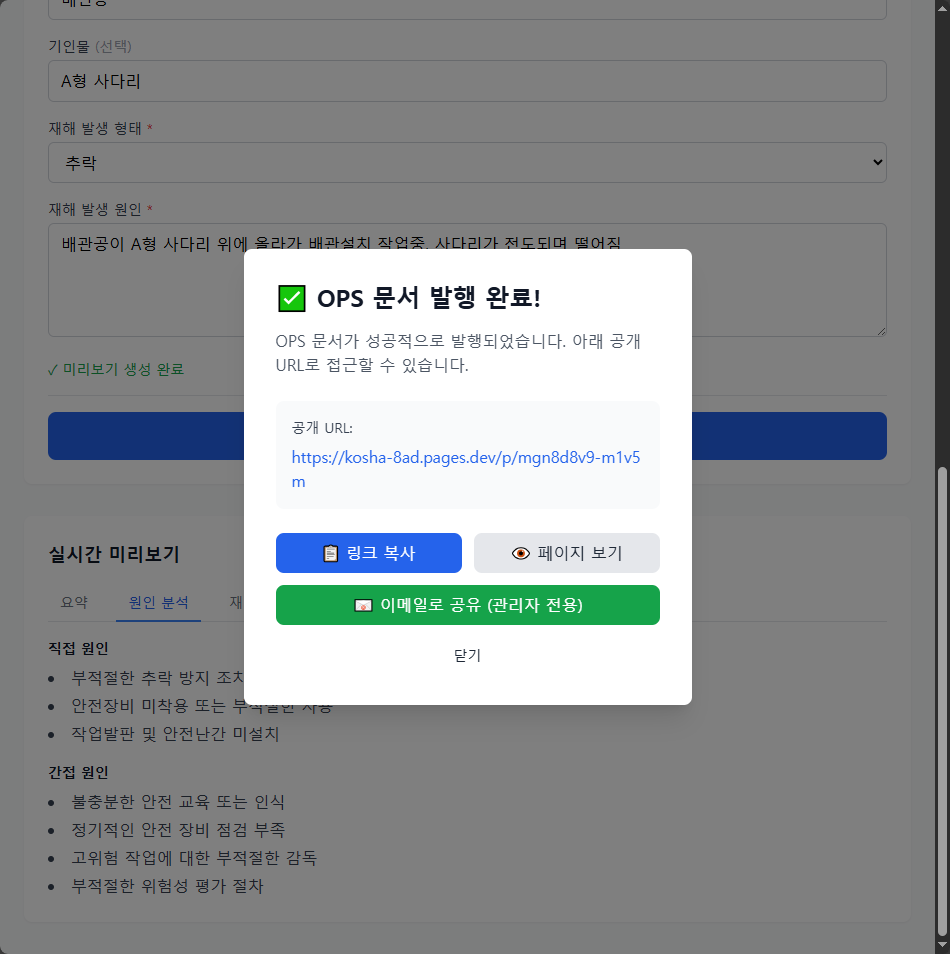 배관공
기인물 (선택)
A형 사다리
재해 발생 형태 *
추락
재해 발생 원인 *
배관공이 A형 사다리 위에 올라가 배관설치 작업중, 사다리가 전도되며 떨어짐
✓ 미리보기 생성 완료
✅ OPS 문서 발행 완료!
OPS 문서가 성공적으로 발행되었습니다. 아래 공개
URL로 접근할 수 있습니다.
공개 URL:
https://kosha-8ad.pages.dev/p/mgn8d8v9-m1v5
m
📋 링크 복사
👁 페이지 보기
📧 이메일로 공유 (관리자 전용)
닫기
실시간 미리보기
요약
원인 분석
재
직접 원인
• 부적절한 추락 방지 조치
• 안전장비 미착용 또는 부적절한 사용
• 작업발판 및 안전난간 미설치
간접 원인
• 불충분한 안전 교육 또는 인식
• 정기적인 안전 장비 점검 부족
• 고위험 작업에 대한 부적절한 감독
• 부적절한 위험성 평가 절차